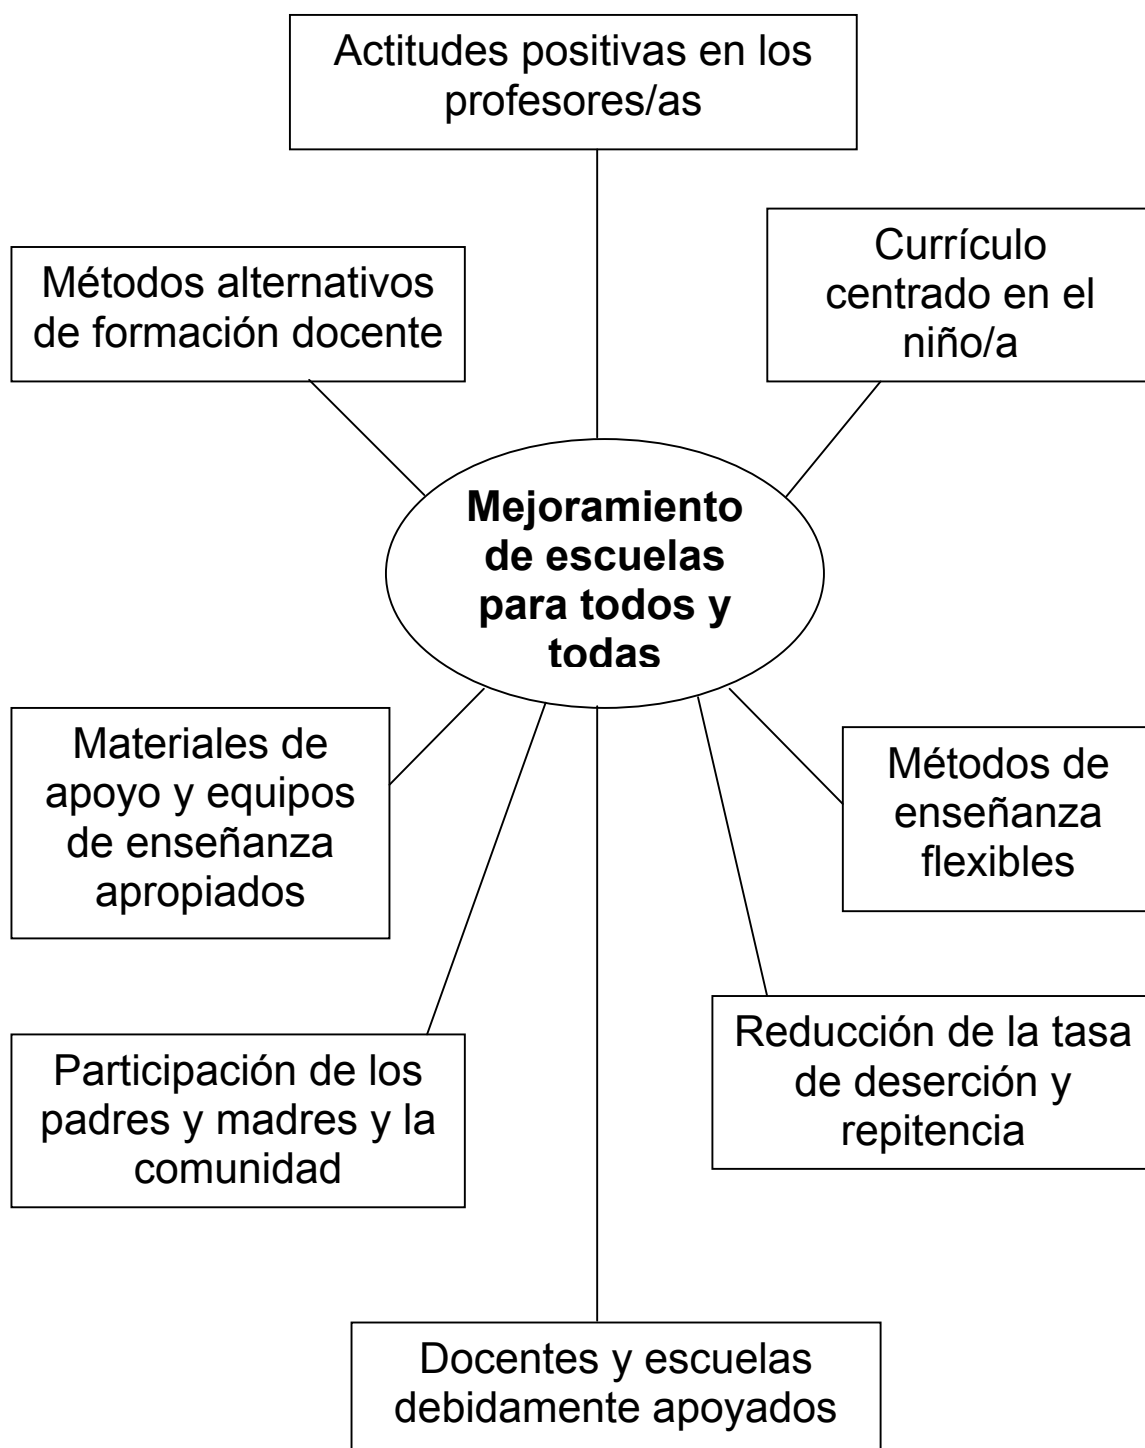 Actitudes positivas en los
profesores/as
Métodos alternativos
de formación docente
Currículo
centrado en el
niño/a
Mejoramiento
de escuelas
para todos y
todas
Materiales de
apoyo y equipos
de enseñanza
apropiados
Métodos de
enseñanza
flexibles
Participación de los
padres y madres y la
comunidad
Reducción de la tasa
de deserción y
repitencia
Docentes y escuelas
debidamente apoyados